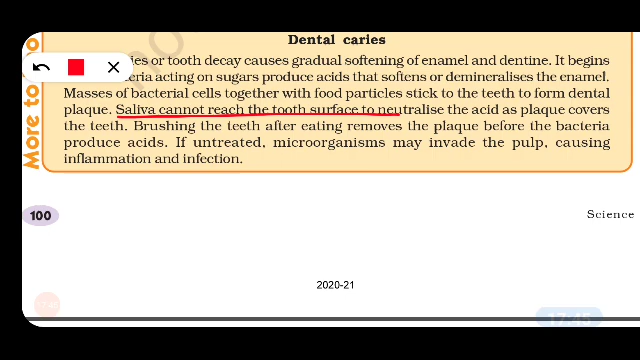 Dental caries
ies or tooth decay causes gradual softening of enamel and dentine. It begins
eria acting on sugars produce acids that softens or demineralises the enamel.
Masses of bacterial cells together with food particles stick to the teeth to form dental
plaque. Saliva cannot reach the tooth surface to neutralise the acid as plaque covers
the teeth. Brushing the teeth after eating removes the plaque before the bacteria
produce acids. If untreated, microorganisms may invade the pulp, causing
inflammation and infection.
More to
100
Science
2020-21
17:45